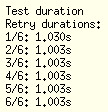 Test duration
Retry durations:
1/6: 1.030s
2/6: 1.003s
3/6: 1.003s
4/6: 1.003s
5/6: 1.003s
6/6: 1.003s